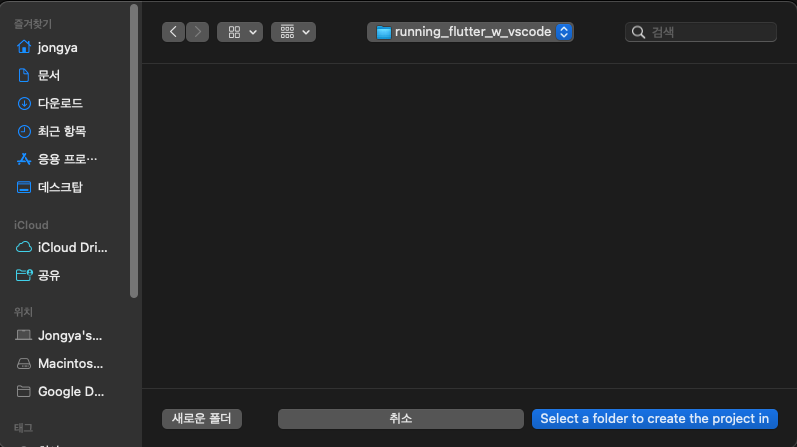 즐겨찾기
jongya
문서
다운로드
최근 항목
응용 프로…
데스크탑
iCloud
iCloud Dri...
공유
위치
Jongya's...
Macintos...
Google D...
태그
running_flutter_w_vscode
검색
새로운 폴더
취소
Select a folder to create the project in